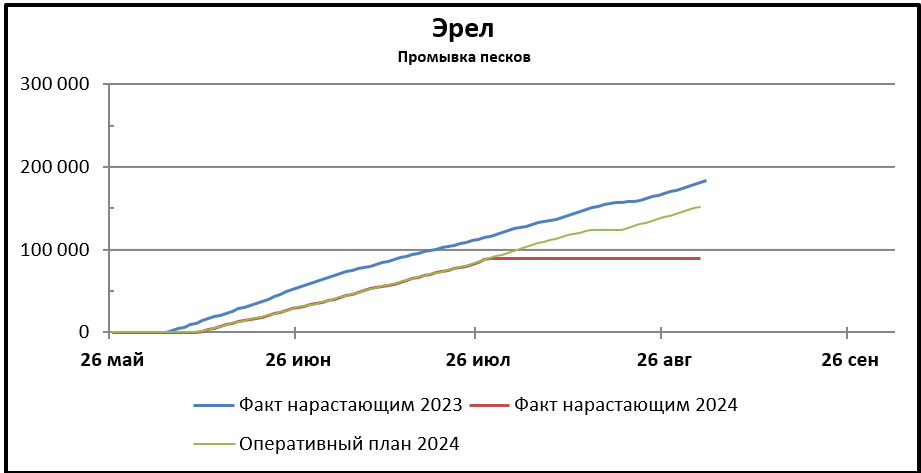 Эрел
Промывка песков
300 000
200 000
100 000
0
26 май 26 июн 26 июл 26 авг 26 сен
Факт нарастающим 2023 Факт нарастающим 2024
Оперативный план 2024